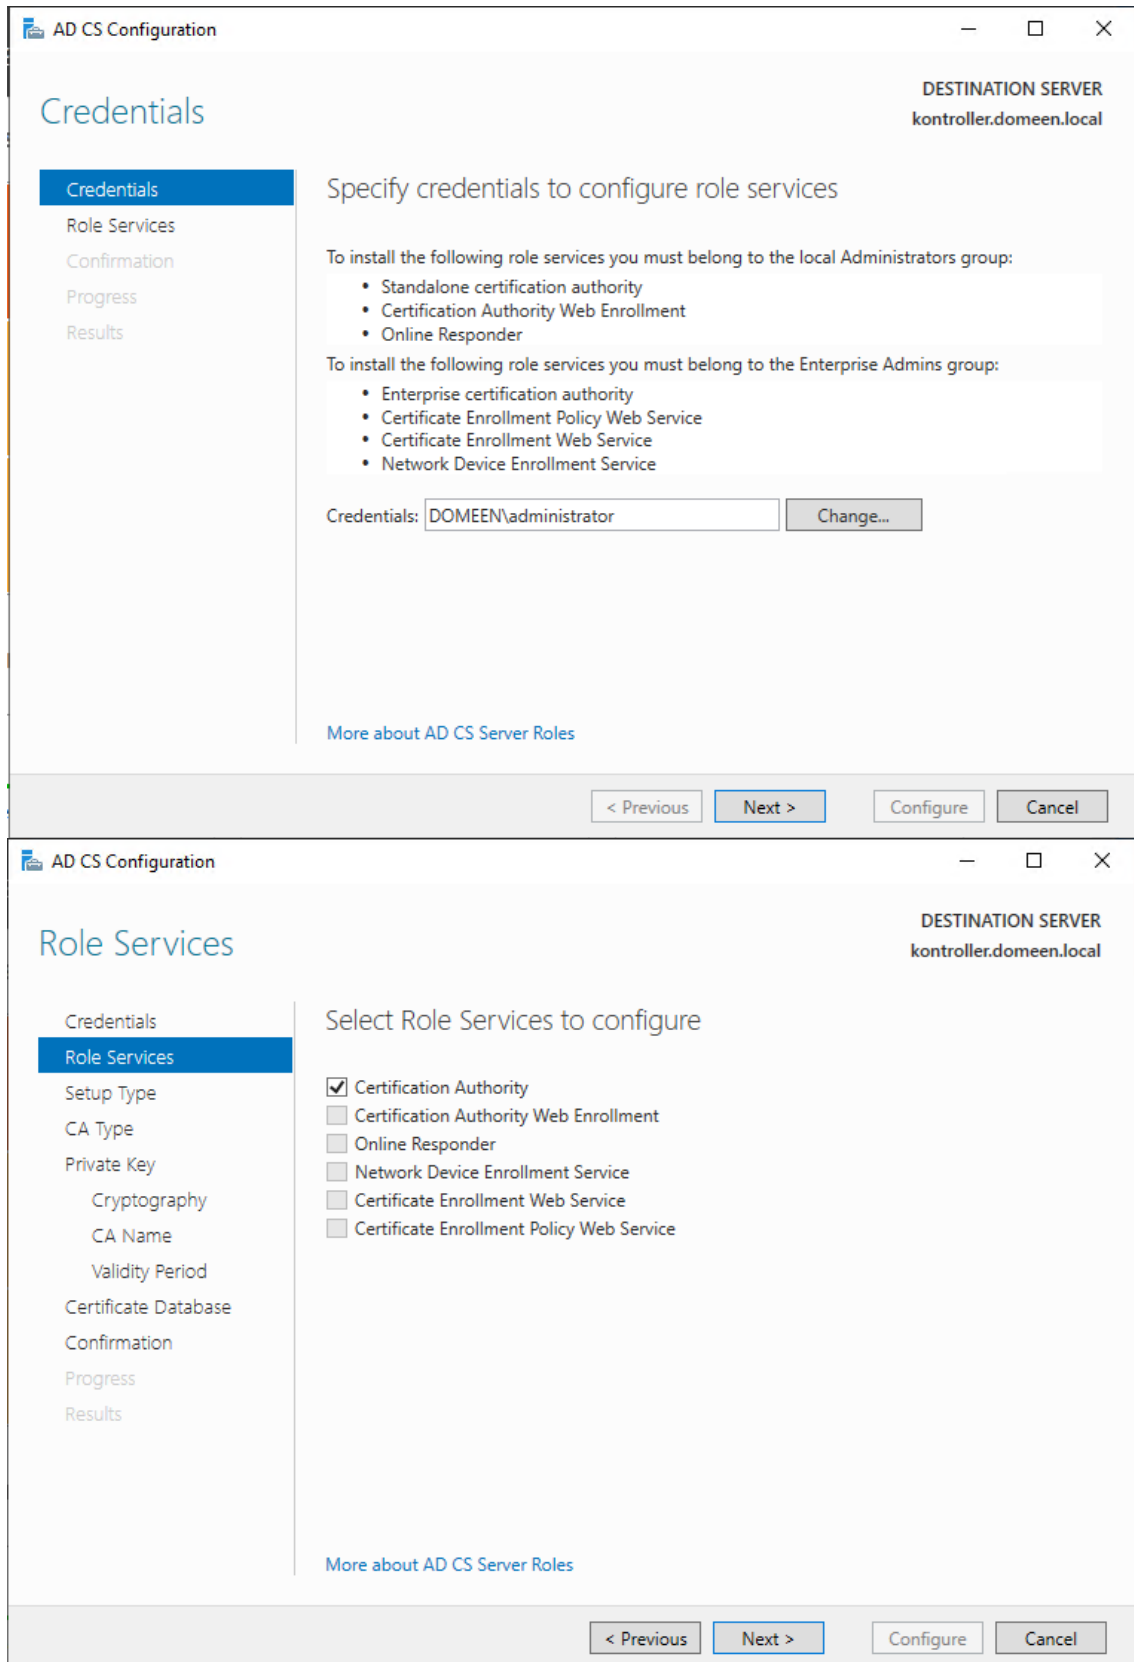 AD CS Configuration
DESTINATION SERVER
kontroller.domeen.local
Credentials
Credentials
Role Services
Confirmation
Progress
Results
Specify credentials to configure role services
To install the following role services you must belong to the local Administrators group:
• Standalone certification authority
• Certification Authority Web Enrollment
• Online Responder
To install the following role services you must belong to the Enterprise Admins group:
• Enterprise certification authority
• Certificate Enrollment Policy Web Service
• Certificate Enrollment Web Service
• Network Device Enrollment Service
Credentials: DOMEEN\administrator Change...
More about AD CS Server Roles
< Previous Next > Configure Cancel
AD CS Configuration
DESTINATION SERVER
kontroller.domeen.local
Role Services
Credentials
Role Services
Setup Type
CA Type
Private Key
Cryptography
CA Name
Validity Period
Certificate Database
Confirmation
Progress
Results
Select Role Services to configure
Certification Authority
Certification Authority Web Enrollment
Online Responder
Network Device Enrollment Service
Certificate Enrollment Web Service
Certificate Enrollment Policy Web Service
More about AD CS Server Roles
< Previous Next > Configure Cancel